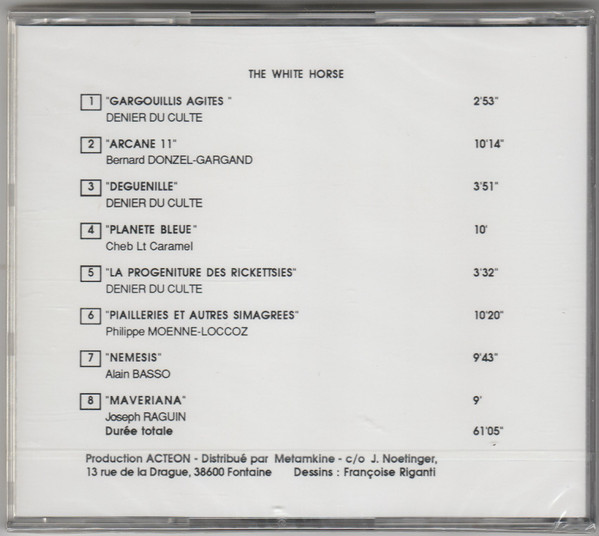 THE WHITE HORSE
1 "GARGOUILLIS AGITES " 2'53"
DENIER DU CULTE
2 "ARCANE 11" 10'14"
Bernard DONZEL-GARGAND
3 "DEGUENILLE" 3'51"
DENIER DU CULTE
4 "PLANETE BLEUE" 10'
Cheb Lt Caramel
5 "LA PROGENITURE DES RICKETTSIES" 3'32"
DENIER DU CULTE
6 "PIAILLERIES ET AUTRES SIMAGREES" 10'20"
Philippe MOENNE-LOCCOZ
7 "NEMESIS" 9'43"
Alain BASSO
8 "MAVERIANA" 9'
Joseph RAGUIN
Durée totale 61'05"
Production ACTEON - Distribué par Metamkine - c/o J. Noetinger,
13 rue de la Drague, 38600 Fontaine Dessins : Françoise Riganti